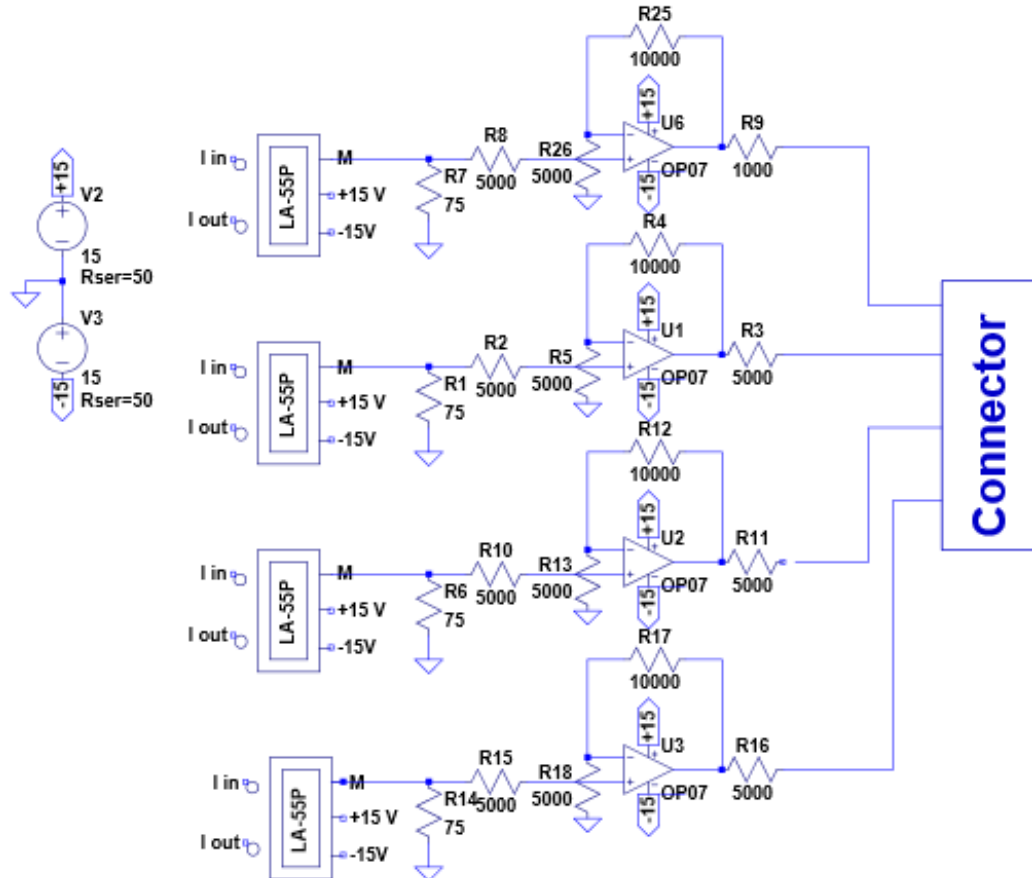 R25
10000
+15
U6
R9
R8
R26
I in
M
R7
OP07
5000
5000
1000
75
-15
+15
V2
LA-55P
+15 V
I out
-15V
R4
10000
15
Rser=50
+15
U1
R3
V3
R2
R5
I in
M
R1
OP07
5000
5000
5000
75
-15
15
Rser=50
-15
LA-55P
+15 V
I out
-15V
R12
10000
Connector
+15
U2
R11
R10
R13
I in
M
R6
OP07
5000
5000
5000
75
-15
LA-55P
+15 V
I out
-15V
R17
10000
+15
U3
R16
R15
R18
I in
M
R14
OP07
5000
5000
5000
75
-15
LA-55P
+15 V
I out
-15V